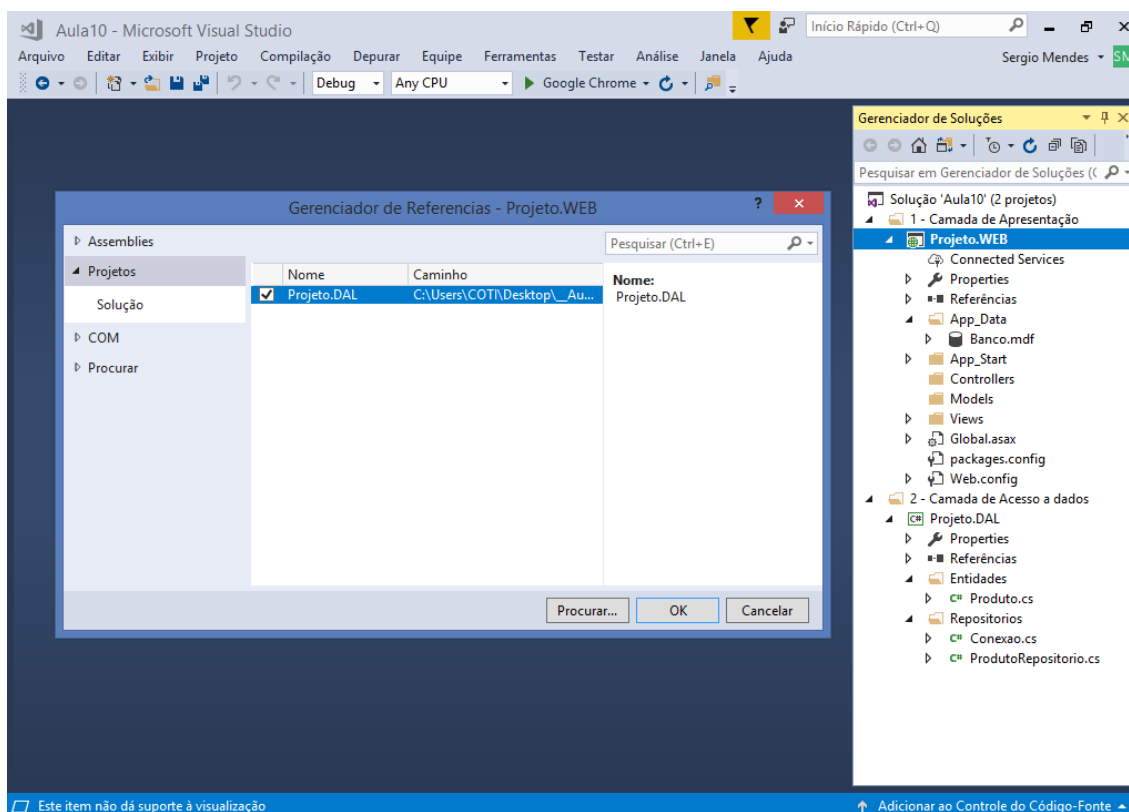 Aula10 - Microsoft Visual Studio
Início Rápido (Ctrl+Q)
Arquivo Editar Exibir Projeto Compilação Depurar Equipe Ferramentas Testar Análise Janela Ajuda
Sergio Mendes SM
Debug Any CPU Google Chrome
Gerenciador de Soluções
Pesquisar em Gerenciador de Soluções ((
Solução 'Aula10' (2 projetos)
1 - Camada de Apresentação
Projeto.WEB
Connected Services
Properties
Referências
App_Data
Banco.mdf
App_Start
Controllers
Models
Views
Global.asax
packages.config
Web.config
2 - Camada de Acesso a dados
C# Projeto.DAL
Properties
Referências
Entidades
C# Produto.cs
Repositorios
C# Conexao.cs
C# ProdutoRepositorio.cs
Gerenciador de Referencias - Projeto.WEB
? ×
Assemblies
Projetos
Solução
COM
Procurar
Nome Caminho
Projeto.DAL C:\Users\COTI\Desktop\__Au...
Pesquisar (Ctrl+E)
Nome:
Projeto.DAL
Procurar... OK Cancelar
Este item não dá suporte à visualização
Adicionar ao Controle do Código-Fonte